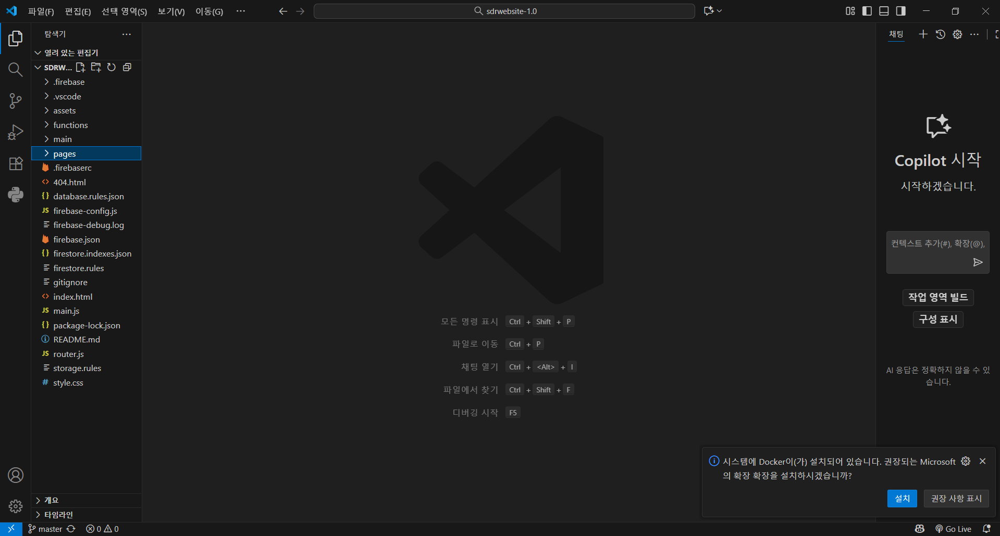 파일(F) 편집(E) 선택 영역(S) 보기(V) 이동(G) ··· sdrwebsite-1.0
탐색기
열려 있는 편집기
SDRW...
.firebase
.vscode
assets
functions
main
pages
.firebaserc
404.html
database.rules.json
firebase-config.js
firebase-debug.log
firebase.json
firestore.indexes.json
firestore.rules
gitignore
index.html
main.js
package-lock.json
README.md
router.js
storage.rules
style.css
개요
타임라인
모든 명령 표시 Ctrl + Shift + P
파일로 이동 Ctrl + P
채팅 열기 Ctrl + <Alt> + I
파일에서 찾기 Ctrl + Shift + F
디버깅 시작 F5
채팅
Copilot 시작
시작하겠습니다.
컨텍스트 추가(#), 확장(@),
작업 영역 빌드
구성 표시
AI 응답은 정확하지 않을 수 있
습니다.
시스템에 Docker이(가) 설치되어 있습니다. 권장되는 Microsoft
의 확장 확장을 설치하시겠습니까?
설치 권장 사항 표시
master 0 0 Go Live